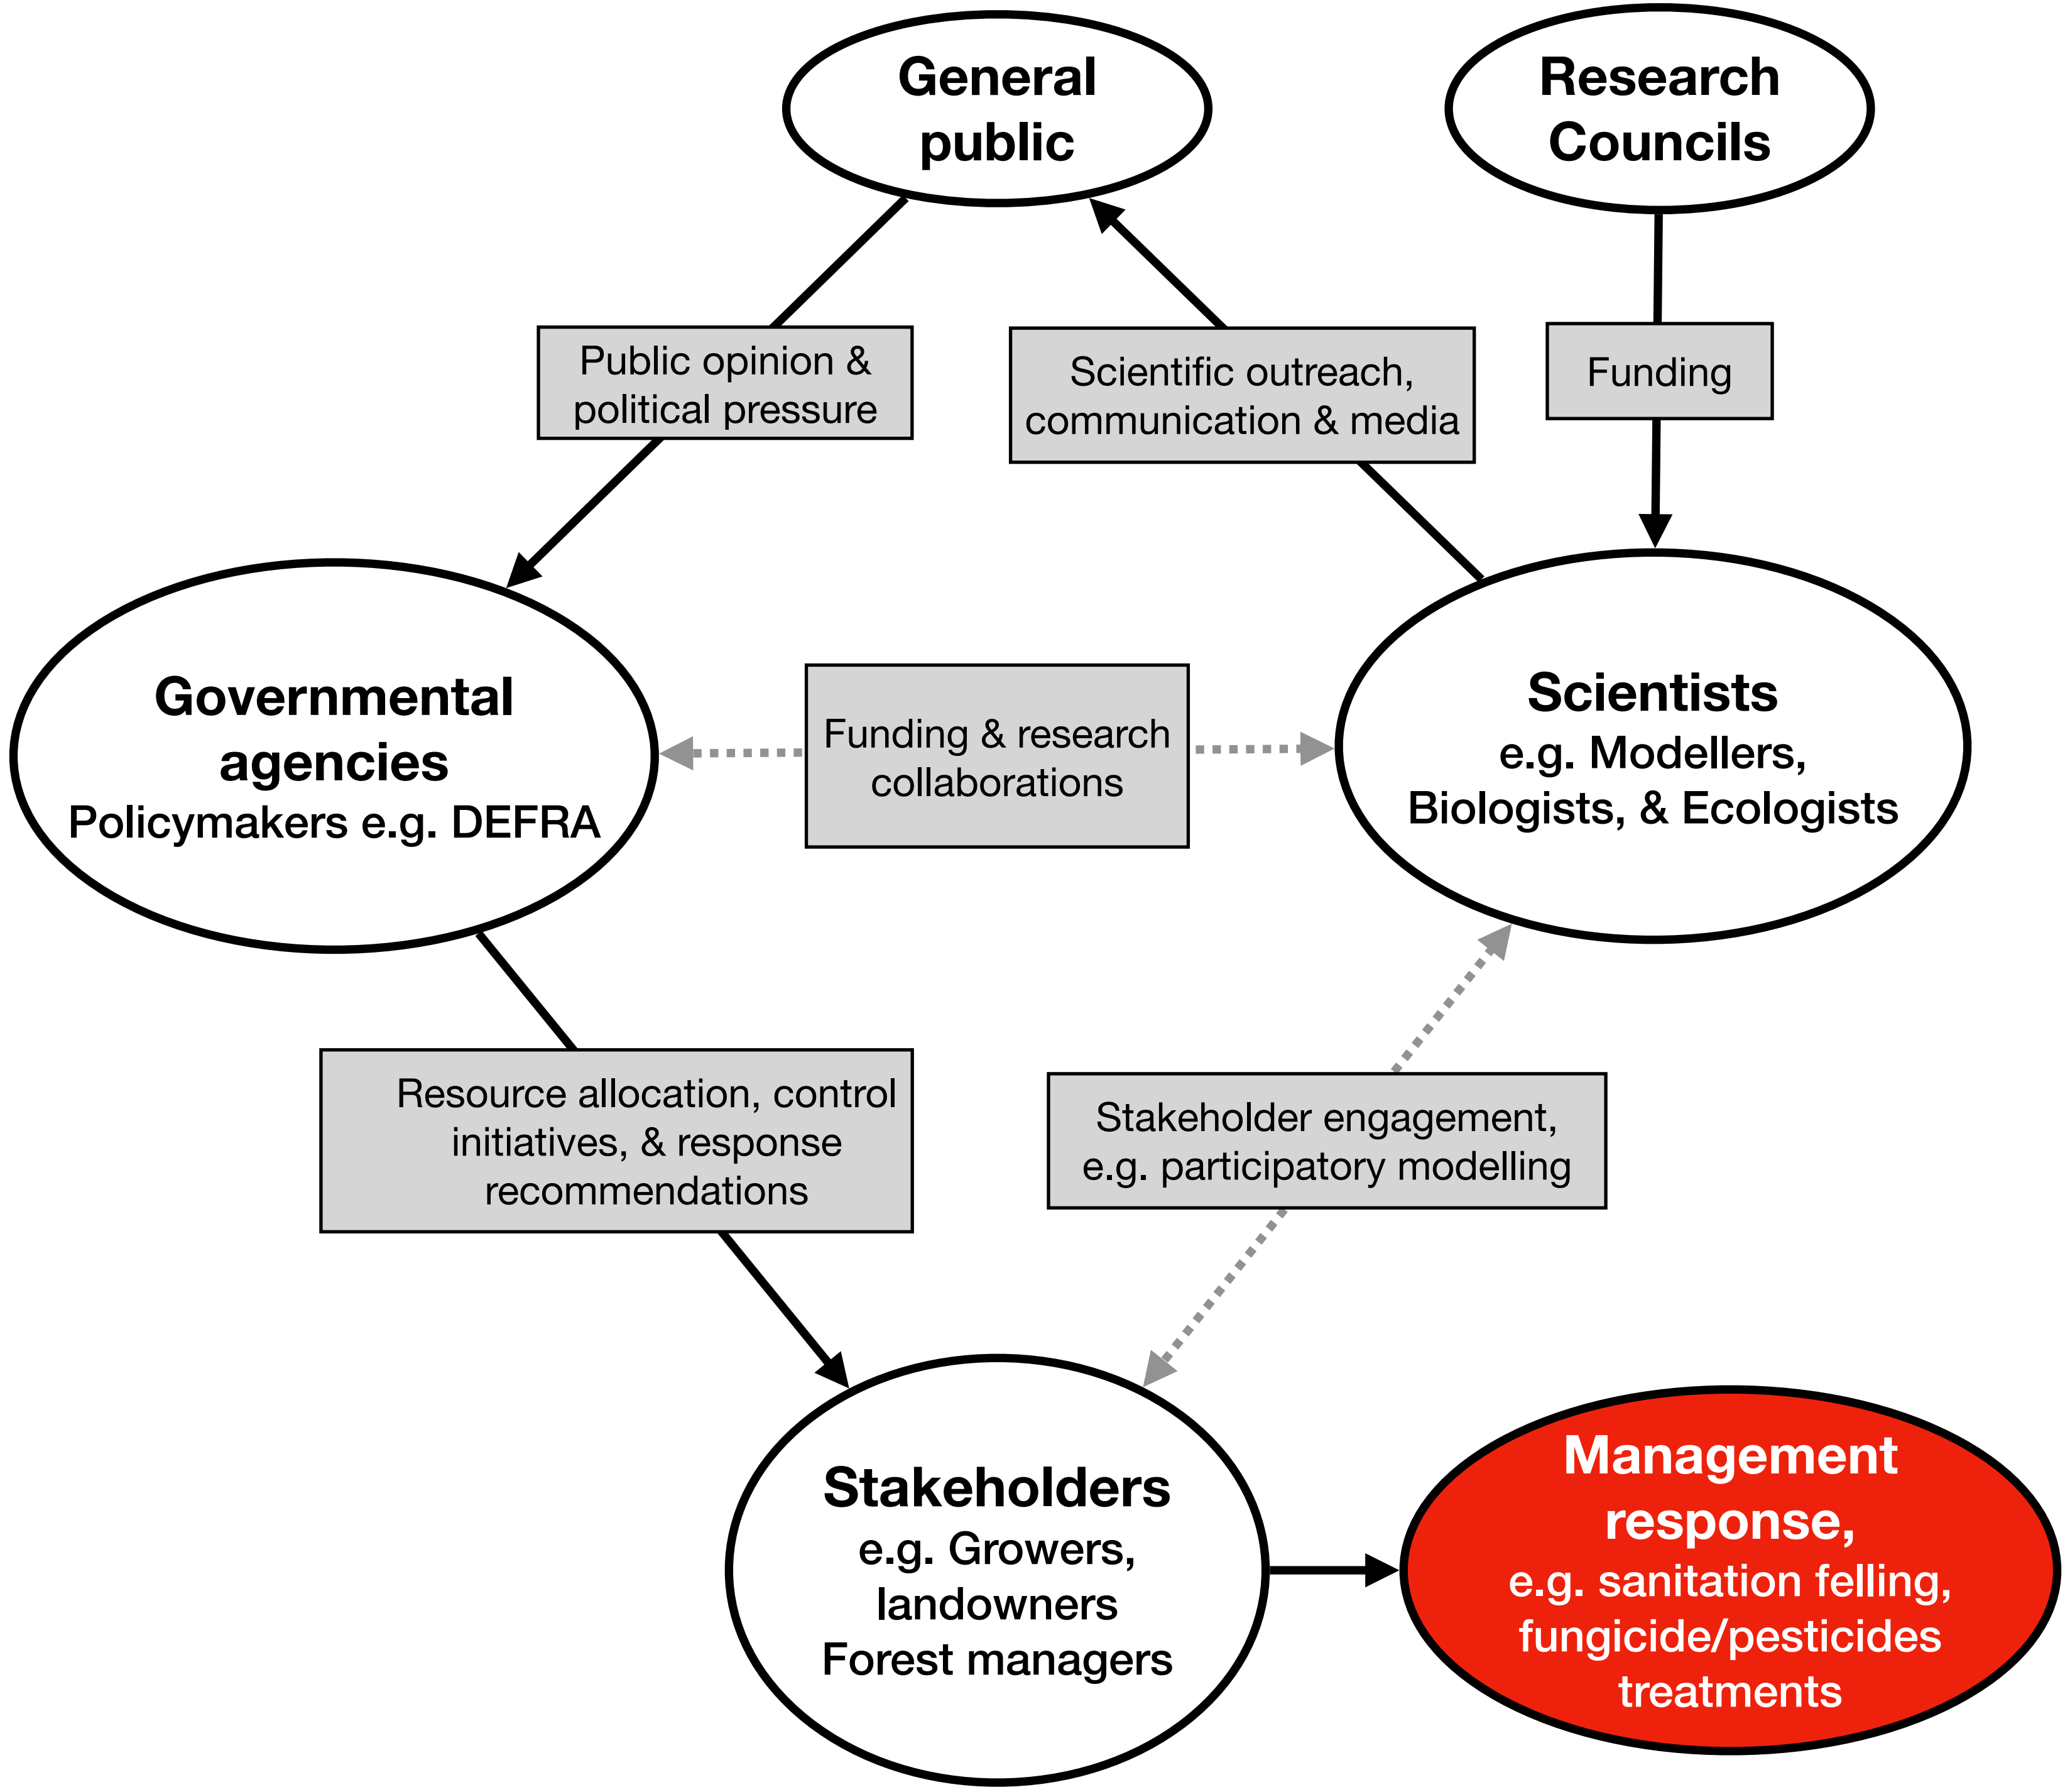 General
public
Research
Councils
Public opinion &
political pressure
Scientific outreach,
communication & media
Funding
Governmental
agencies
Policymakers e.g. DEFRA
Funding & research
collaborations
Scientists
e.g. Modellers,
Biologists, & Ecologists
Resource allocation, control
initiatives, & response
recommendations
Stakeholder engagement,
e.g. participatory modelling
Stakeholders
e.g. Growers,
landowners
Forest managers
Management
response,
e.g. sanitation felling,
fungicide/pesticides
treatments